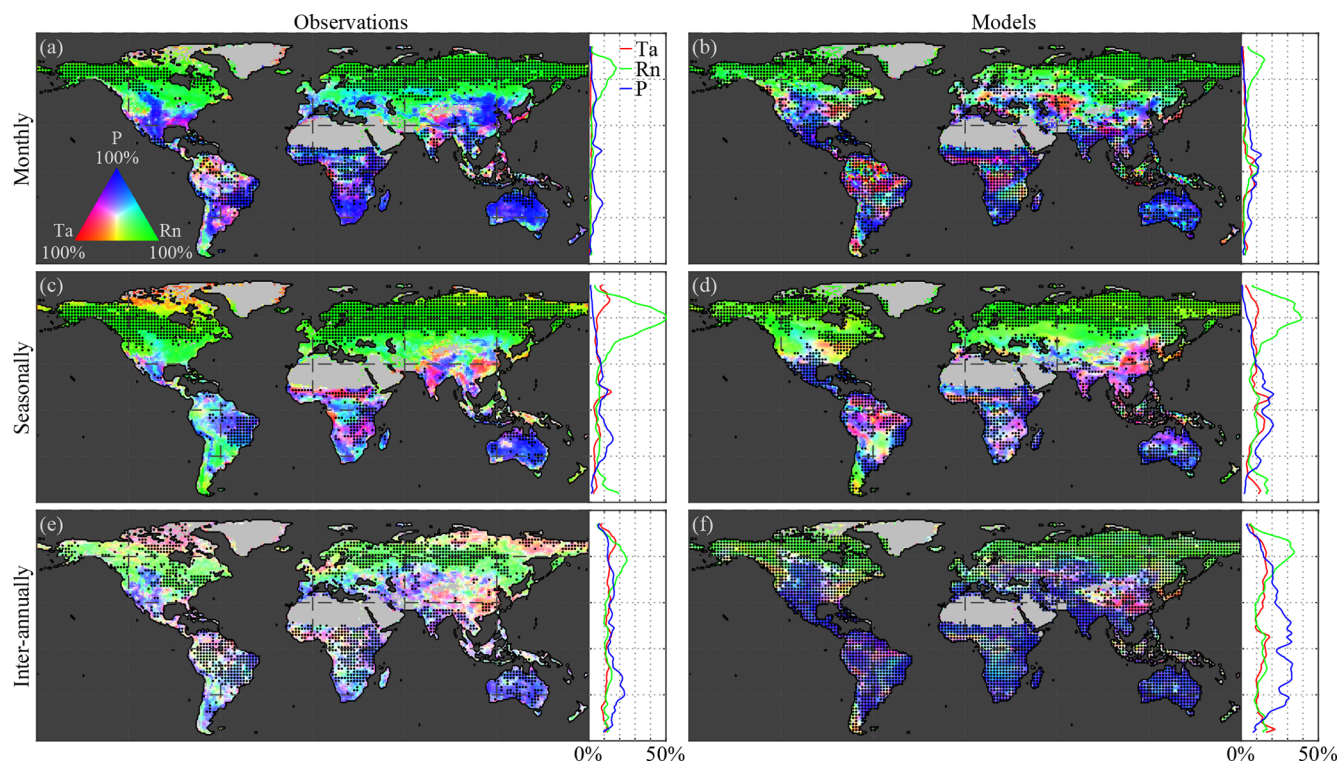 Observations
Models
Monthly
(a)
Ta
Rn
P
P
100%
Ta
100%
Rn
100%
(b)
Seasonally
(c)
(d)
Inter-annually
(e)
(f)
0%
50%
0%
50%